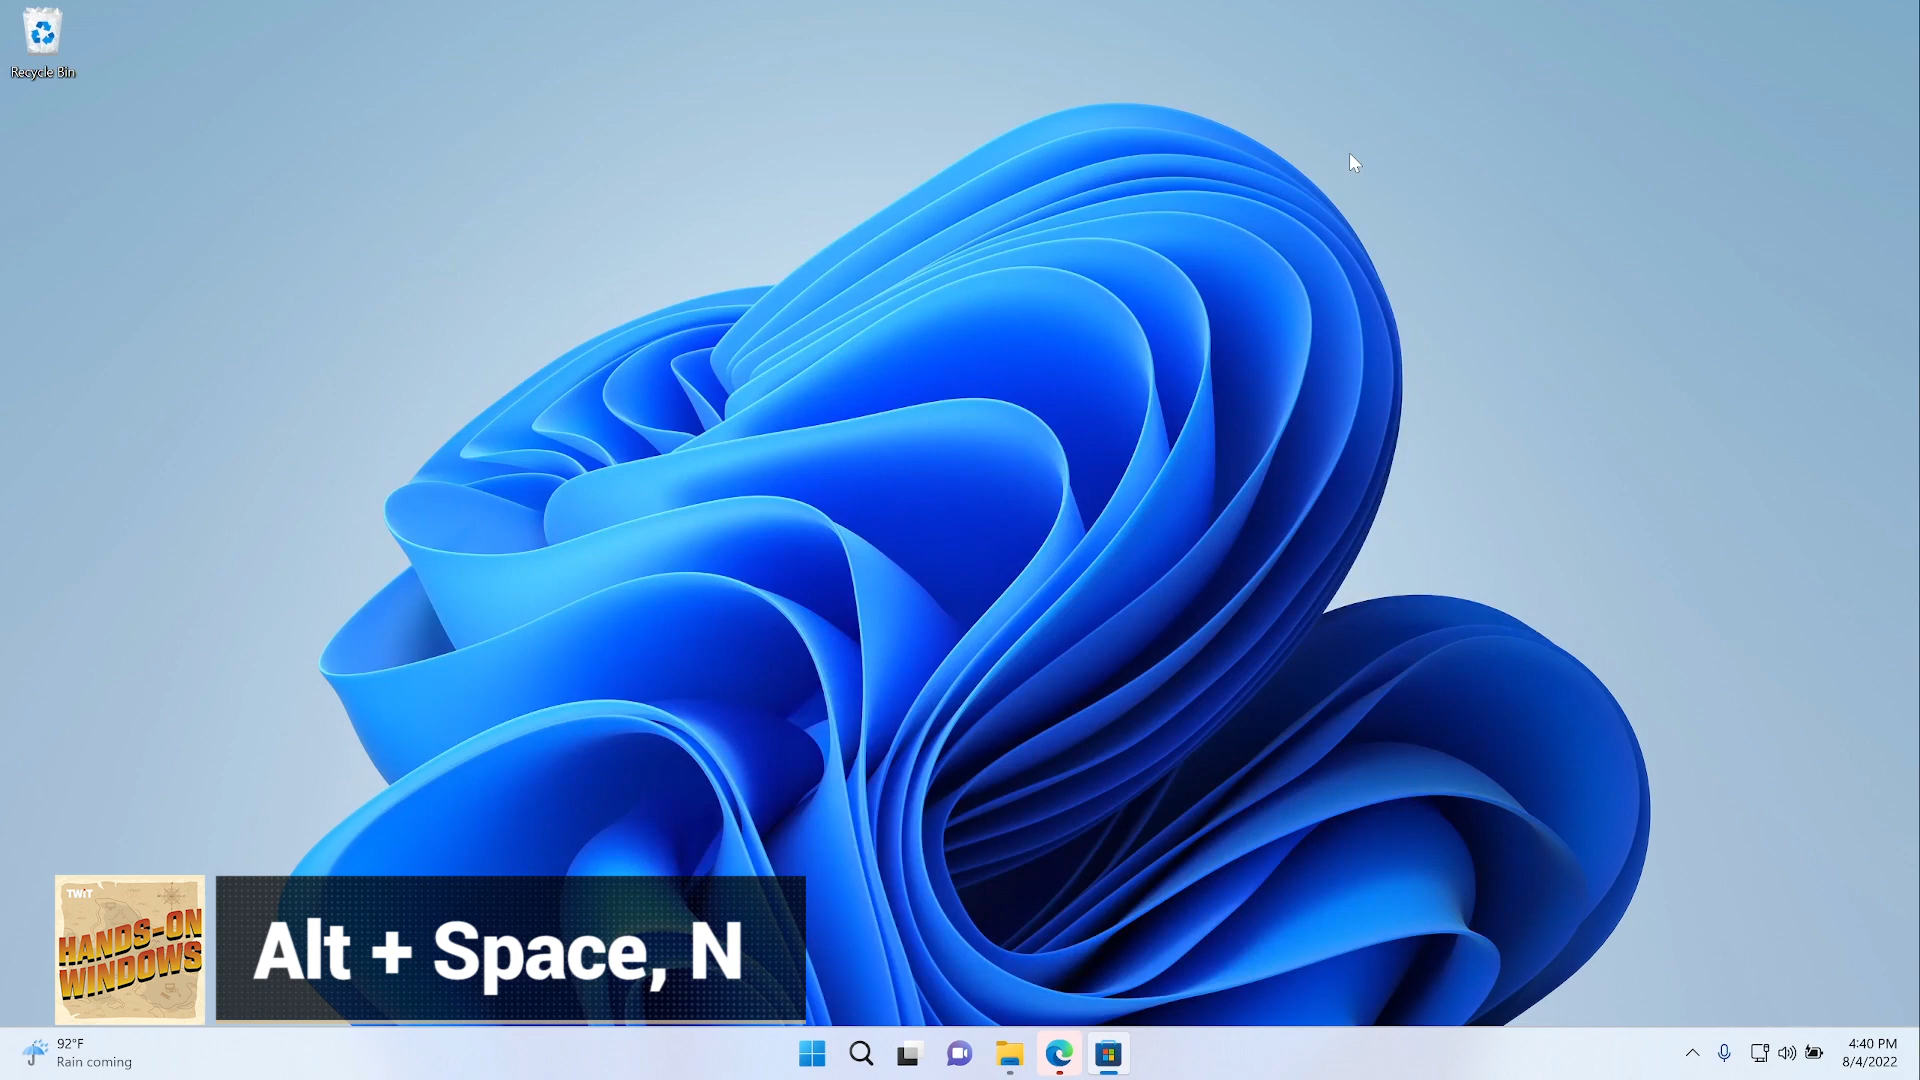 Recycle Bin
TWiT
HANDS-ON
WINDOWS
Alt + Space, N
92°F
Rain coming
4:40 PM
8/4/2022